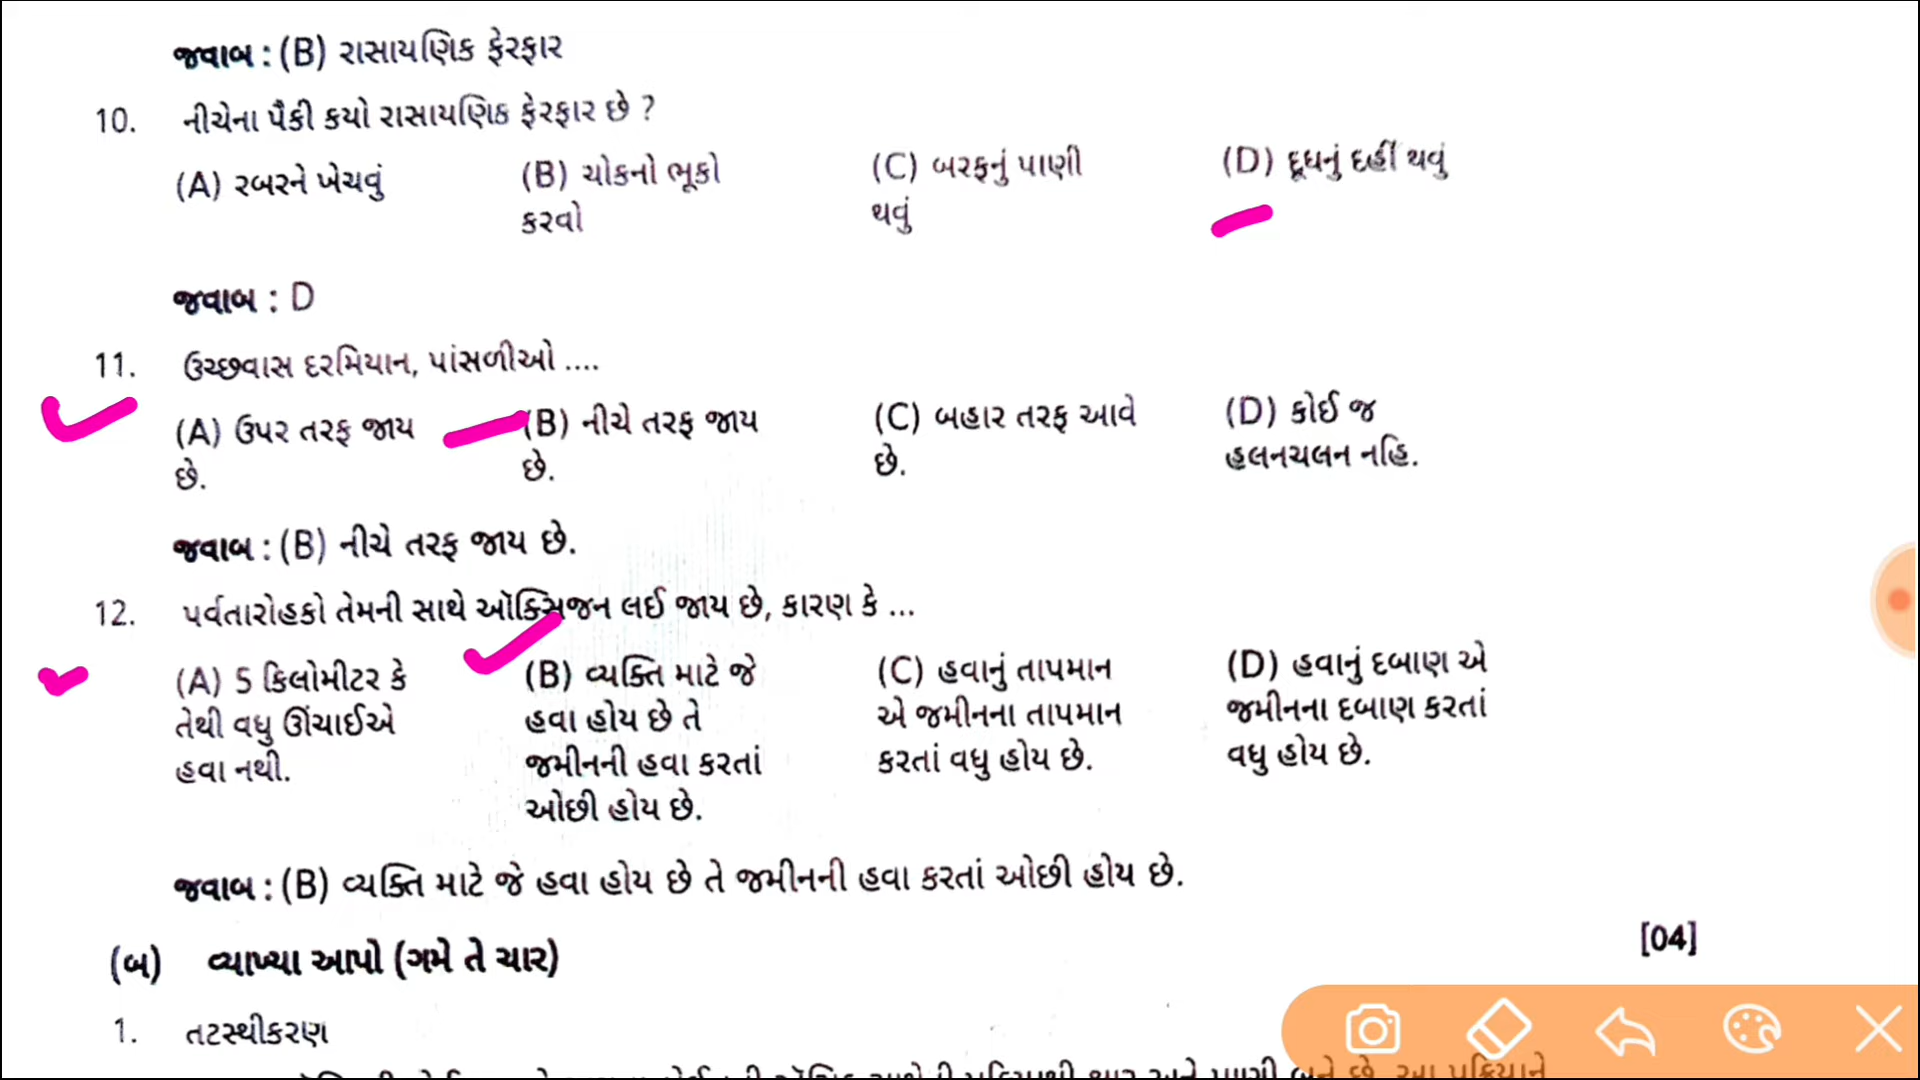 જવાબ : (B) રાસાયણિક ફેરફાર
10. નીચેના પૈકી કયો રાસાયણિક ફેરફાર છે ?
(A) રબરને ખેચવું (B) ચોકનો ભૂકો (C) બરફનું પાણી (D) દૂધનું દહીં થવું
કરવો થવું
જવાબ : D
11. ઉચ્છવાસ દરમિયાન, પાંસળીઓ ....
(A) ઉપર તરફ જાય (B) નીચે તરફ જાય (C) બહાર તરફ આવે (D) કોઈ જ
છે. છે. છે. હલનચલન નહિ.
જવાબ : (B) નીચે તરફ જાય છે.
12. પર્વતારોહકો તેમની સાથે ઑક્સિજન લઈ જાય છે, કારણ કે ...
(A) 5 કિલોમીટર કે (B) વ્યક્તિ માટે જે (C) હવાનું તાપમાન (D) હવાનું દબાણ એ
તેથી વધુ ઊંચાઈએ હવા હોય છે તે એ જમીનના તાપમાન જમીનના દબાણ કરતાં
હવા નથી. જમીનની હવા કરતાં કરતાં વધુ હોય છે. વધુ હોય છે.
ઓછી હોય છે.
જવાબ : (B) વ્યક્તિ માટે જે હવા હોય છે તે જમીનની હવા કરતાં ઓછી હોય છે.
(બ) વ્યાખ્યા આપો (ગમે તે ચાર) [04]
1. તટસ્થીકરણ